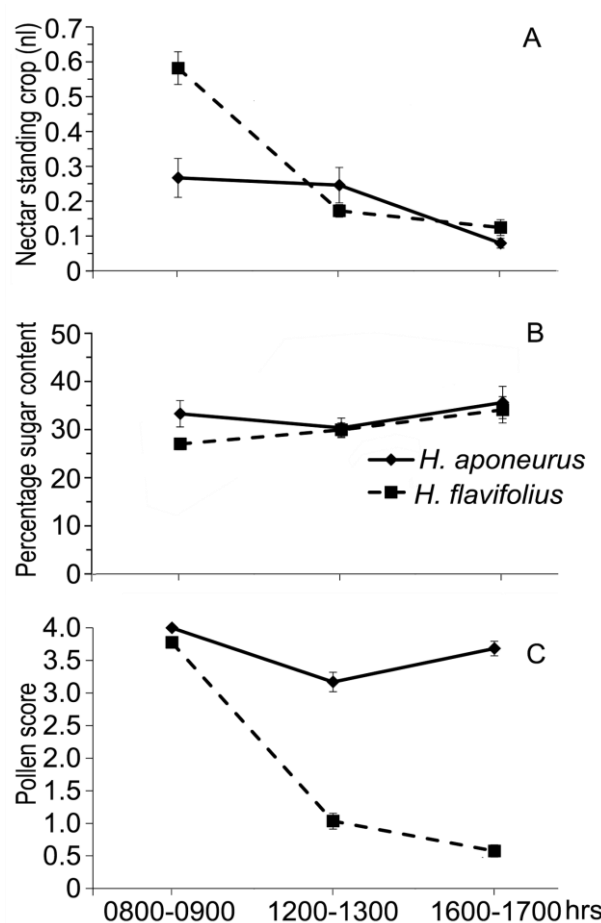 A
Nectar standing crop (nl)
0.7
0.6
0.5
0.4
0.3
0.2
0.1
0
B
Percentage sugar content
50
40
30
20
10
0
H. aponeurus
H. flavifolius
C
Pollen score
4.0
3.5
3.0
2.5
2.0
1.5
1.0
0.5
0
0800-0900 1200-1300 1600-1700 hrs